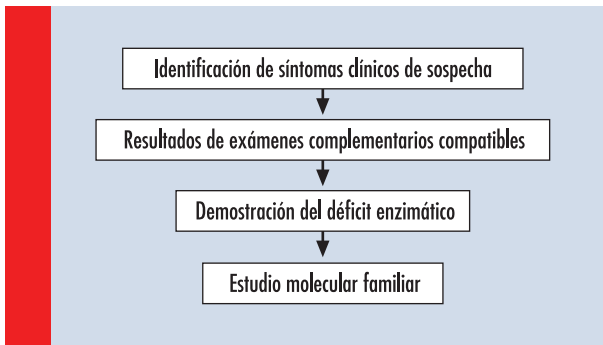 Identificación de síntomas clínicos de sospecha
Resultados de exámenes complementarios compatibles
Demostración del déficit enzimático
Estudio molecular familiar